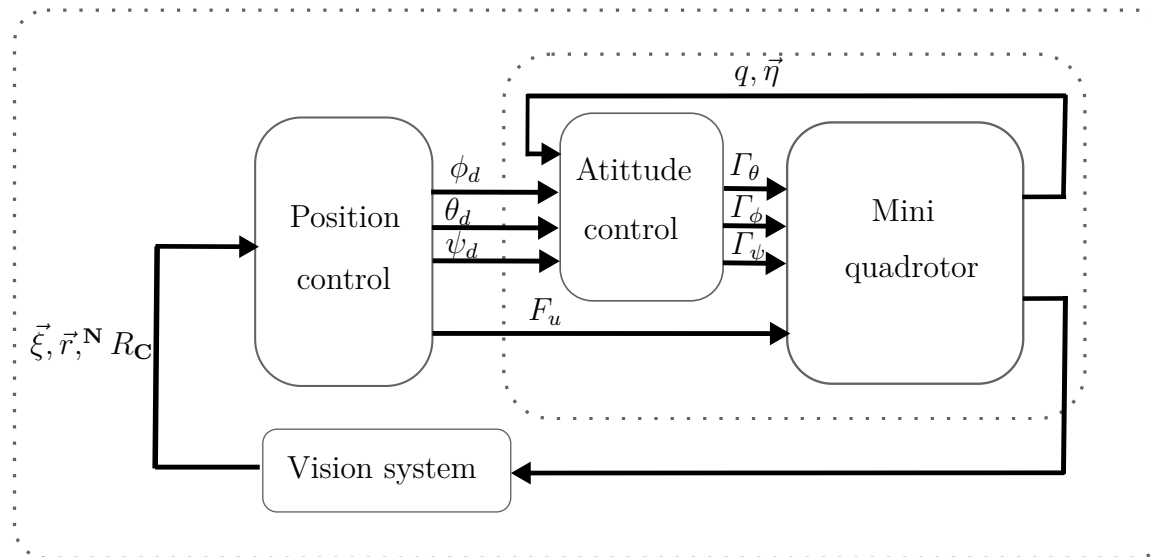 q, η⃗
ϕ_d
θ_d
ψ_d
Position
control
Atittude
control
Γ_θ
Γ_ϕ
Γ_ψ
Mini
quadrotor
F_u
ξ⃗, r⃗, ^N R_C
Vision system